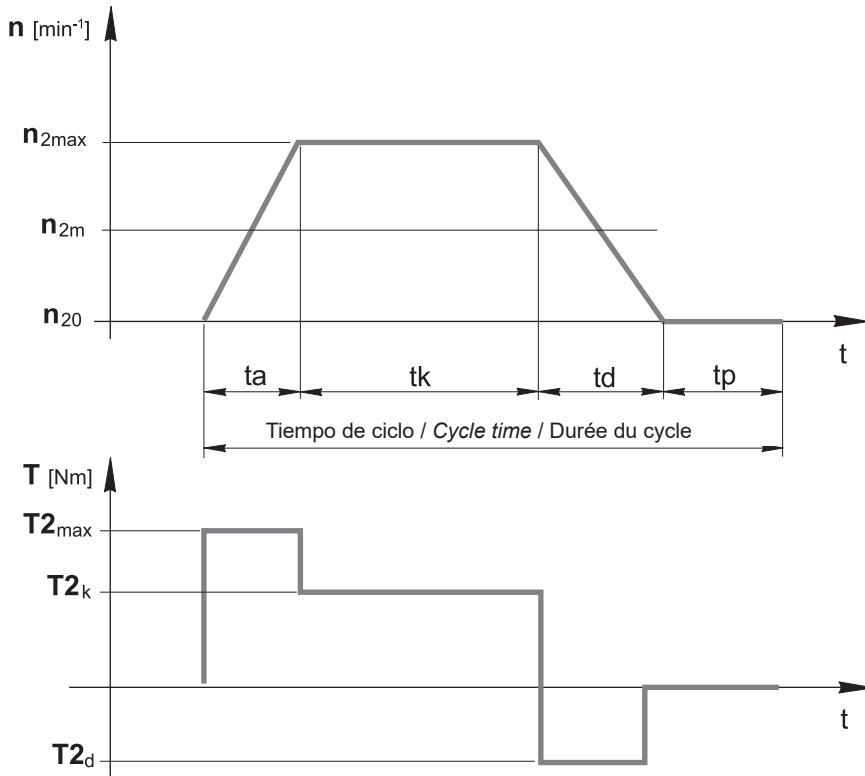 n [min⁻¹]
n2max
n2m
n20
t
ta tk td tp
Tiempo de ciclo / Cycle time / Durée du cycle
T [Nm]
T2max
T2k
t
T2d